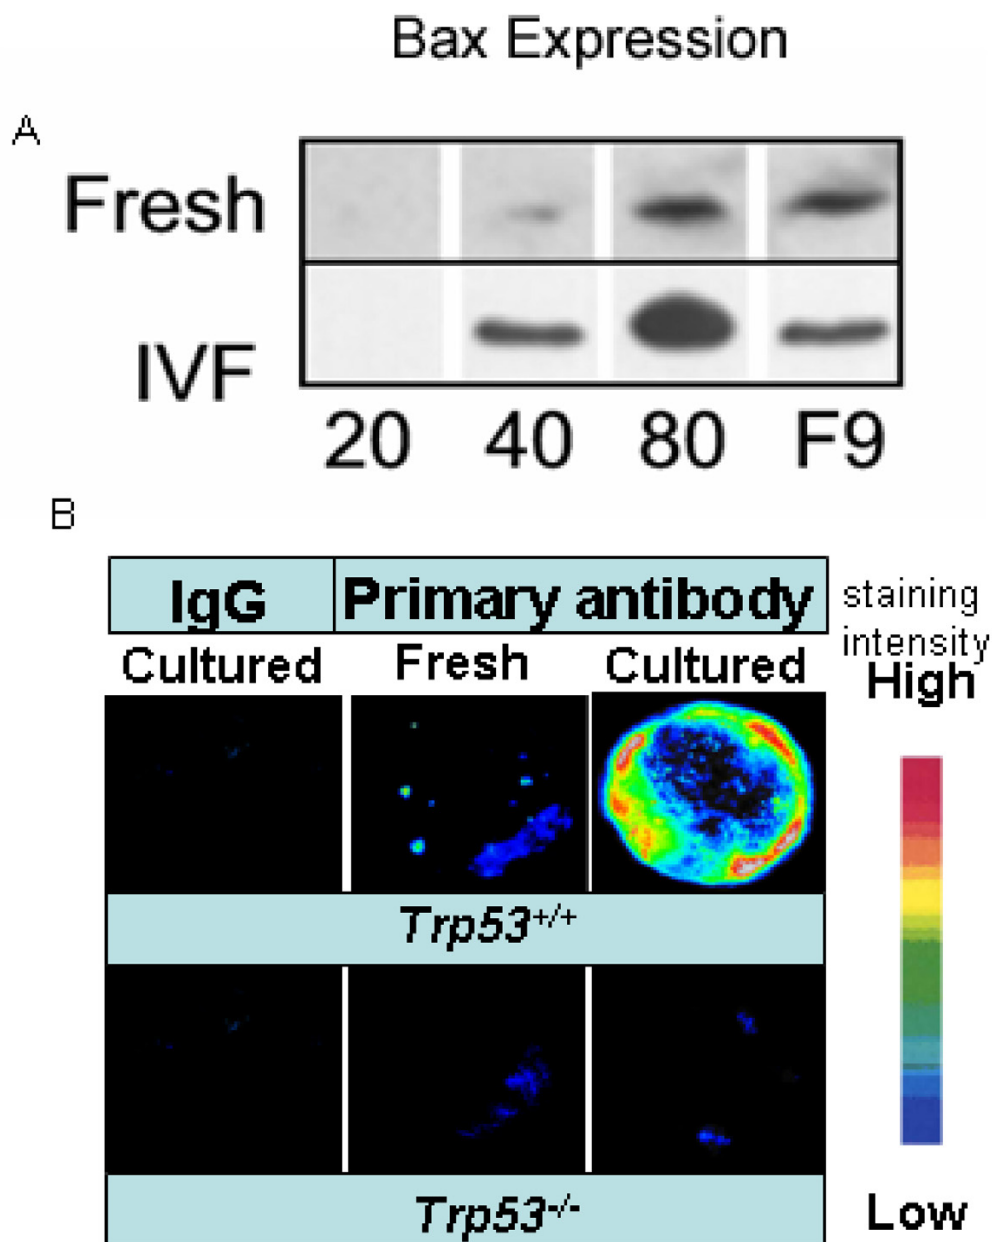 Bax Expression
A
Fresh
IVF
20 40 80 F9
B
IgG Primary antibody
staining
intensity
Cultured Fresh Cultured
High
Trp53+/+
Trp53-/-
Low